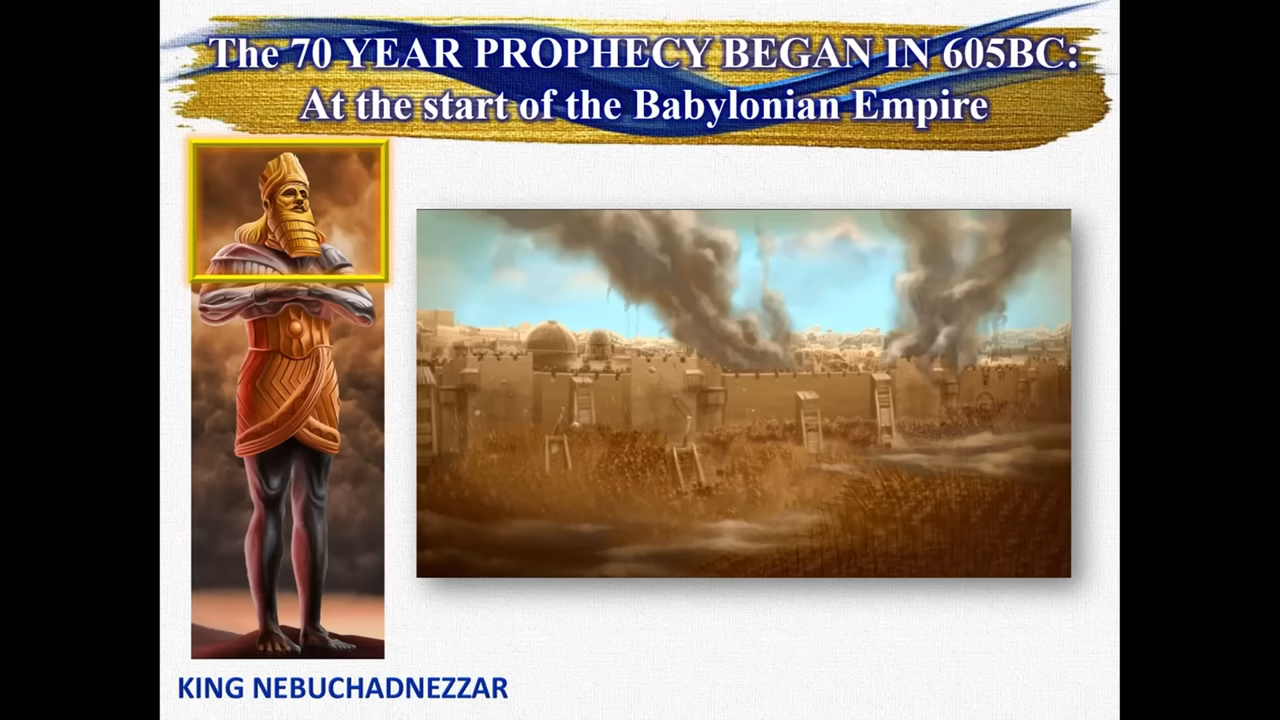 The 70 YEAR PROPHECY BEGAN IN 605BC:
At the start of the Babylonian Empire
KING NEBUCHADNEZZAR